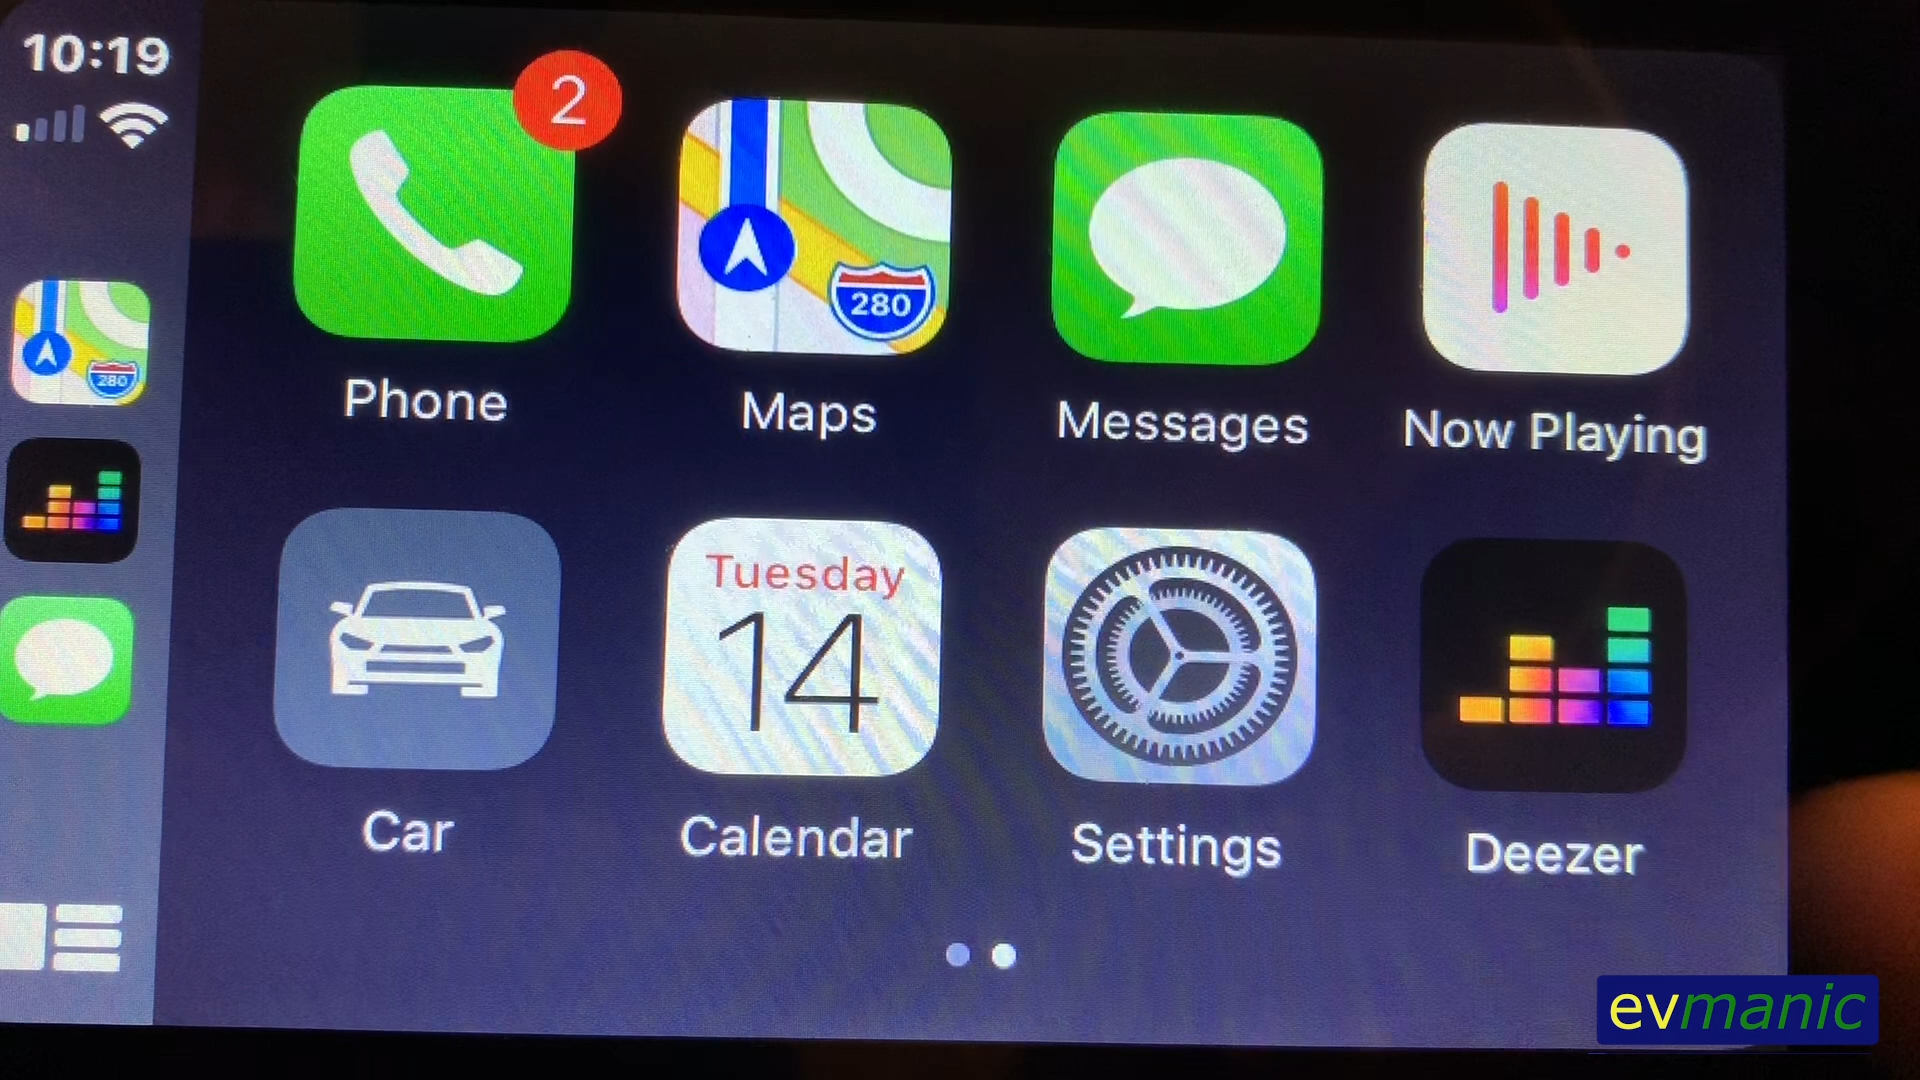 10:19
2
280
Phone
Maps
Messages
Now Playing
280
Tuesday
14
Car
Calendar
Settings
Deezer
evmanic